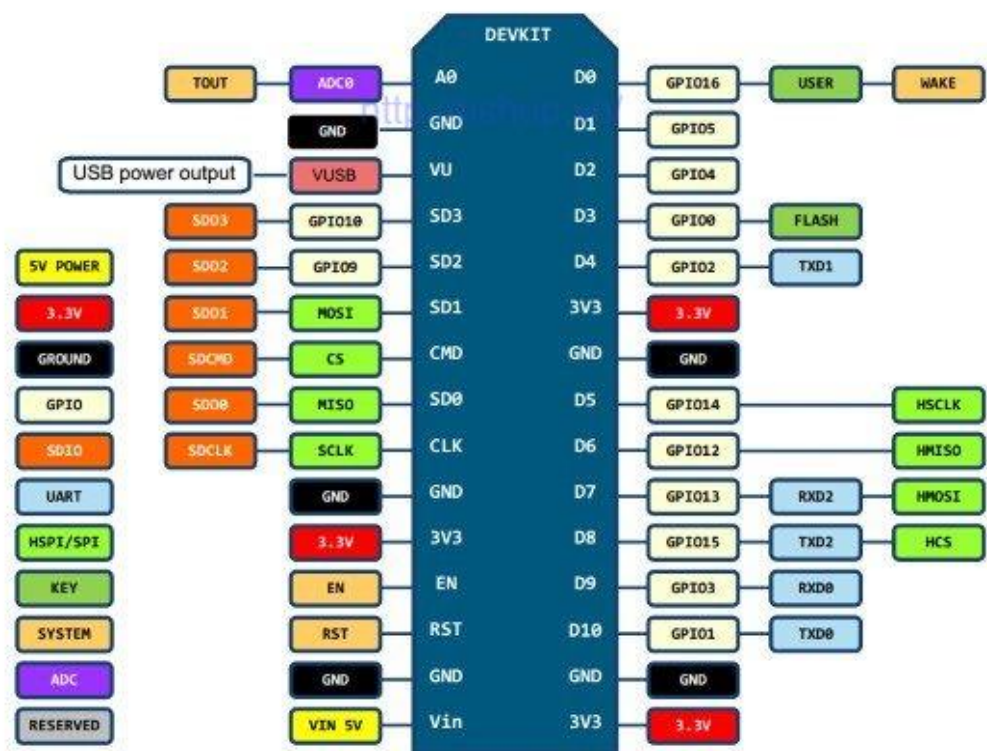 DEVKIT
TOUT ADC0 A0 D0 GPIO16 USER WAKE
GND GND D1 GPIO5
USB power output VUSB VU D2 GPIO4
SDO3 GPIO10 SD3 D3 GPIO0 FLASH
5V POWER SDO2 GPIO9 SD2 D4 GPIO2 TXD1
3.3V SDO1 MOSI SD1 3V3 3.3V
GROUND SDCMD CS CMD GND GND
GPIO SDO0 MISO SD0 D5 GPIO14 HSCLK
SDIO SDCLK SCLK CLK D6 GPIO12 HMISO
UART GND GND D7 GPIO13 RXD2 HMOSI
HSPI/SPI 3.3V 3V3 D8 GPIO15 TXD2 HCS
KEY EN EN D9 GPIO3 RXD0
SYSTEM RST RST D10 GPIO1 TXD0
ADC GND GND GND GND
RESERVED VIN 5V Vin 3V3 3.3V